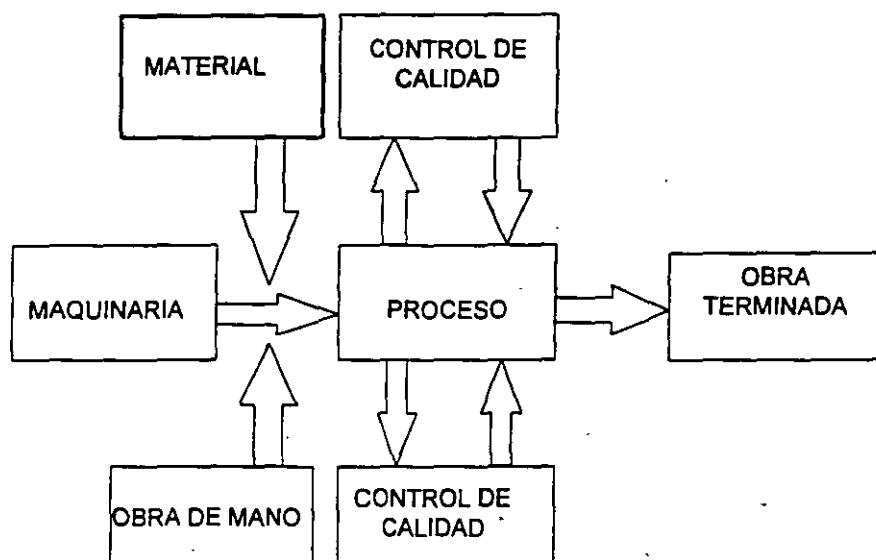 MATERIAL
CONTROL DE
CALIDAD
MAQUINARIA
PROCESO
OBRA
TERMINADA
OBRA DE MANO
CONTROL DE
CALIDAD